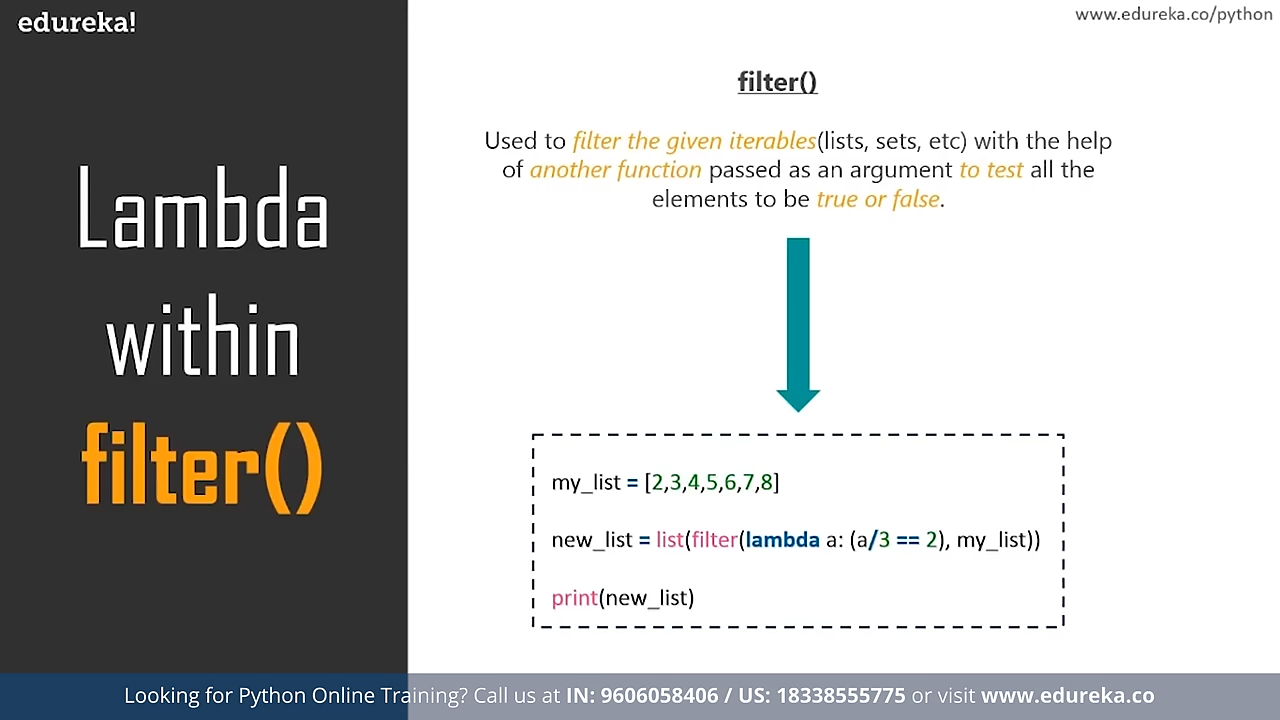 edureka!
www.edureka.co/python
Lambda
within
filter()
filter()
Used to filter the given iterables(lists, sets, etc) with the help
of another function passed as an argument to test all the
elements to be true or false.
my_list = [2,3,4,5,6,7,8]
new_list = list(filter(lambda a: (a/3 == 2), my_list))
print(new_list)
Looking for Python Online Training? Call us at IN: 9606058406 / US: 18338555775 or visit www.edureka.co